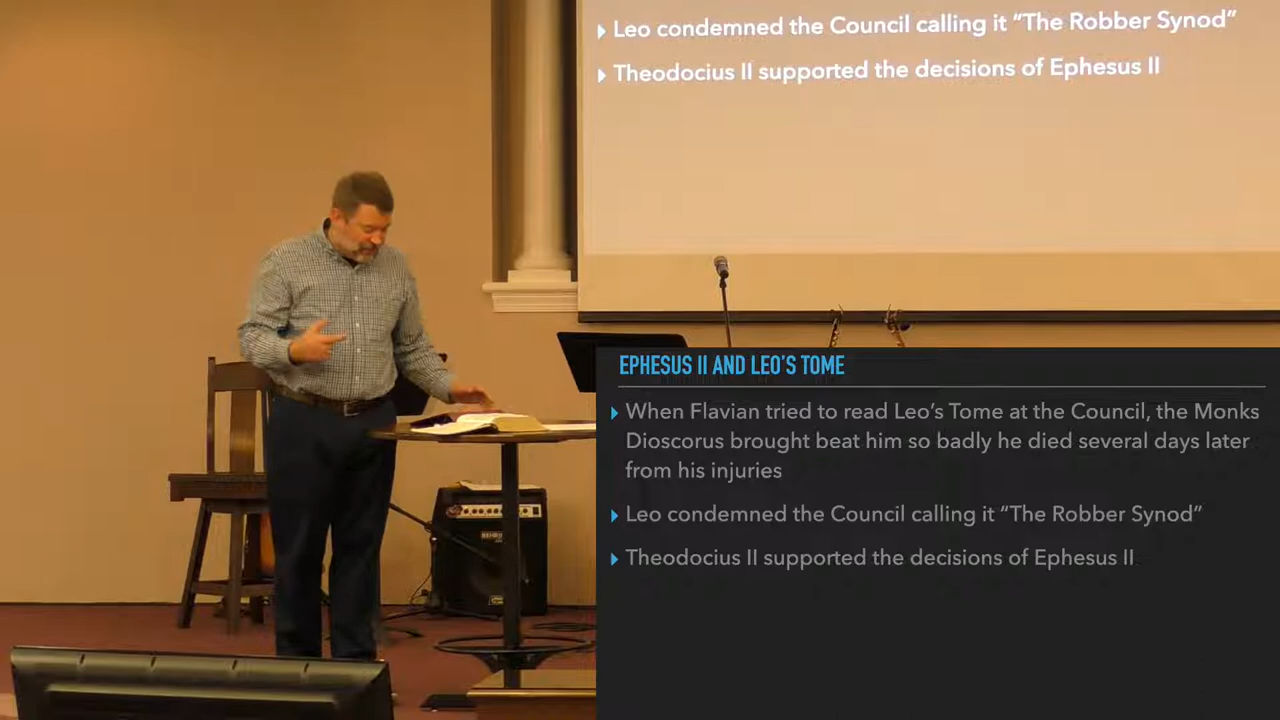 Leo condemned the Council calling it “The Robber Synod”
Theodocius II supported the decisions of Ephesus II
EPHESUS II AND LEO’S TOME
When Flavian tried to read Leo’s Tome at the Council, the Monks
Dioscorus brought beat him so badly he died several days later
from his injuries
Leo condemned the Council calling it “The Robber Synod”
Theodocius II supported the decisions of Ephesus II